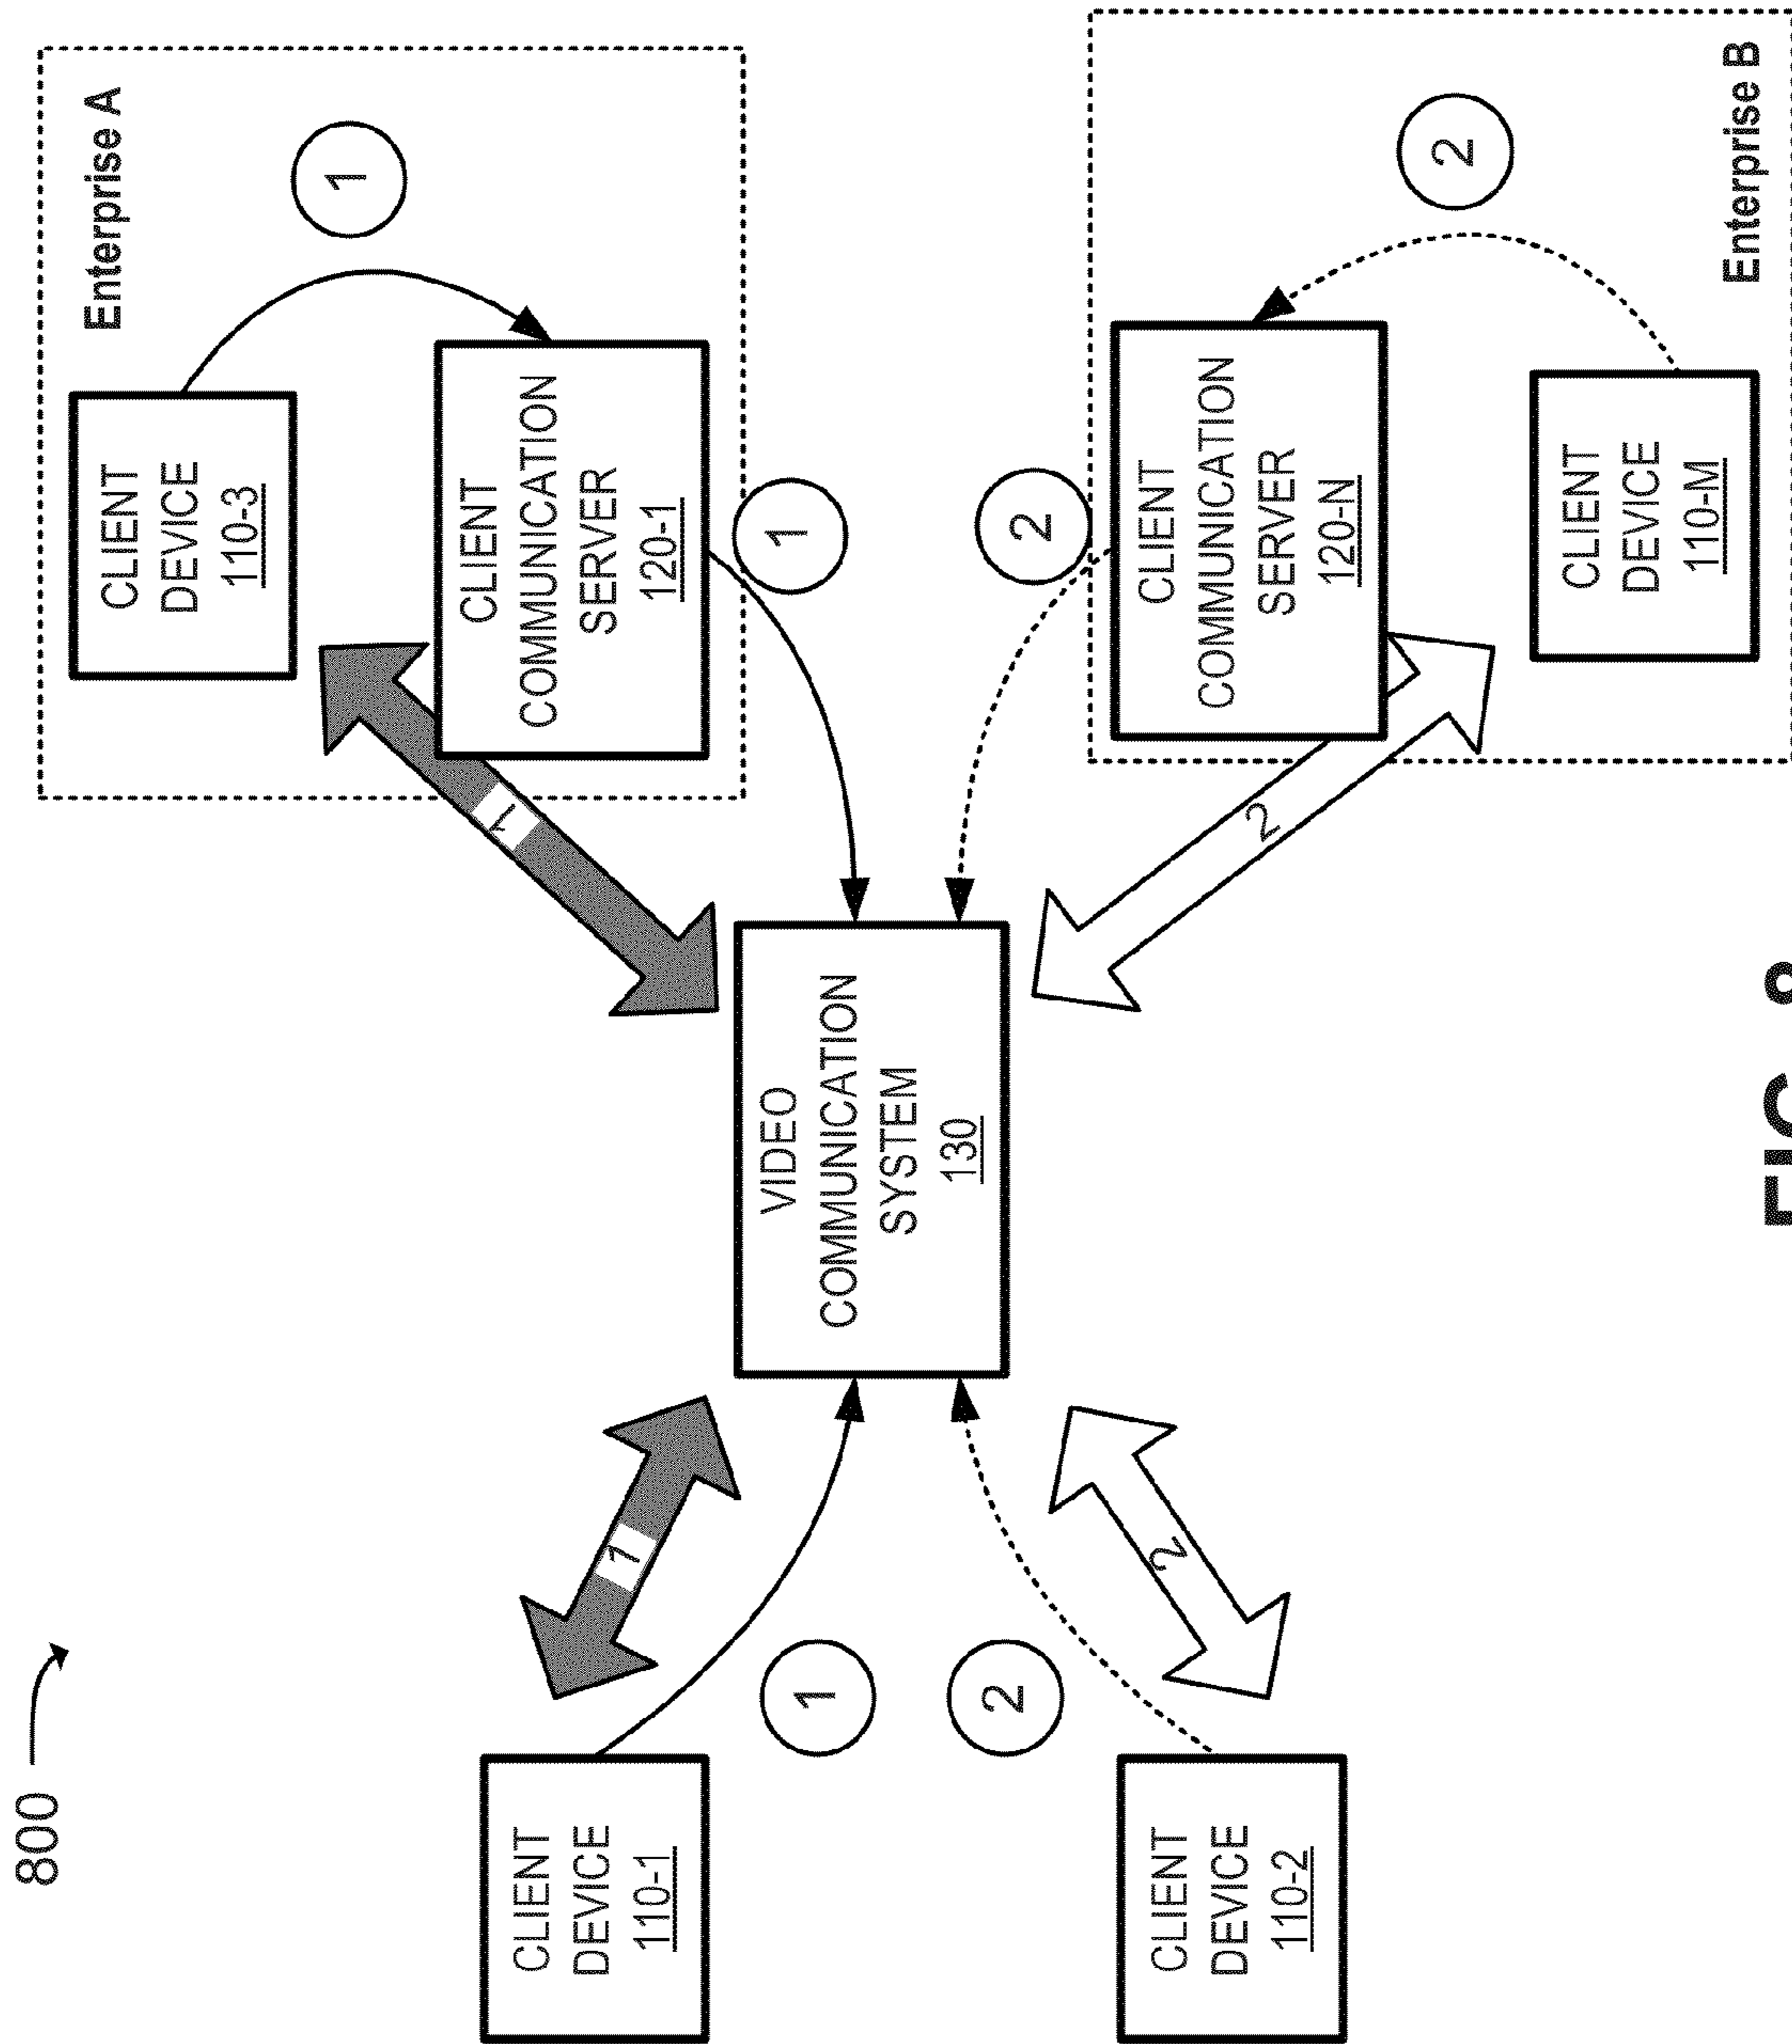 800
Enterprise A
CLIENT
DEVICE
110-3
1
1
CLIENT
COMMUNICATION
SERVER
120-1
1
CLIENT
DEVICE
110-1
1
1
VIDEO
COMMUNICATION
SYSTEM
130
2
2
CLIENT
DEVICE
110-2
2
2
CLIENT
COMMUNICATION
SERVER
120-N
2
CLIENT
DEVICE
110-M
Enterprise B
FIG. 8